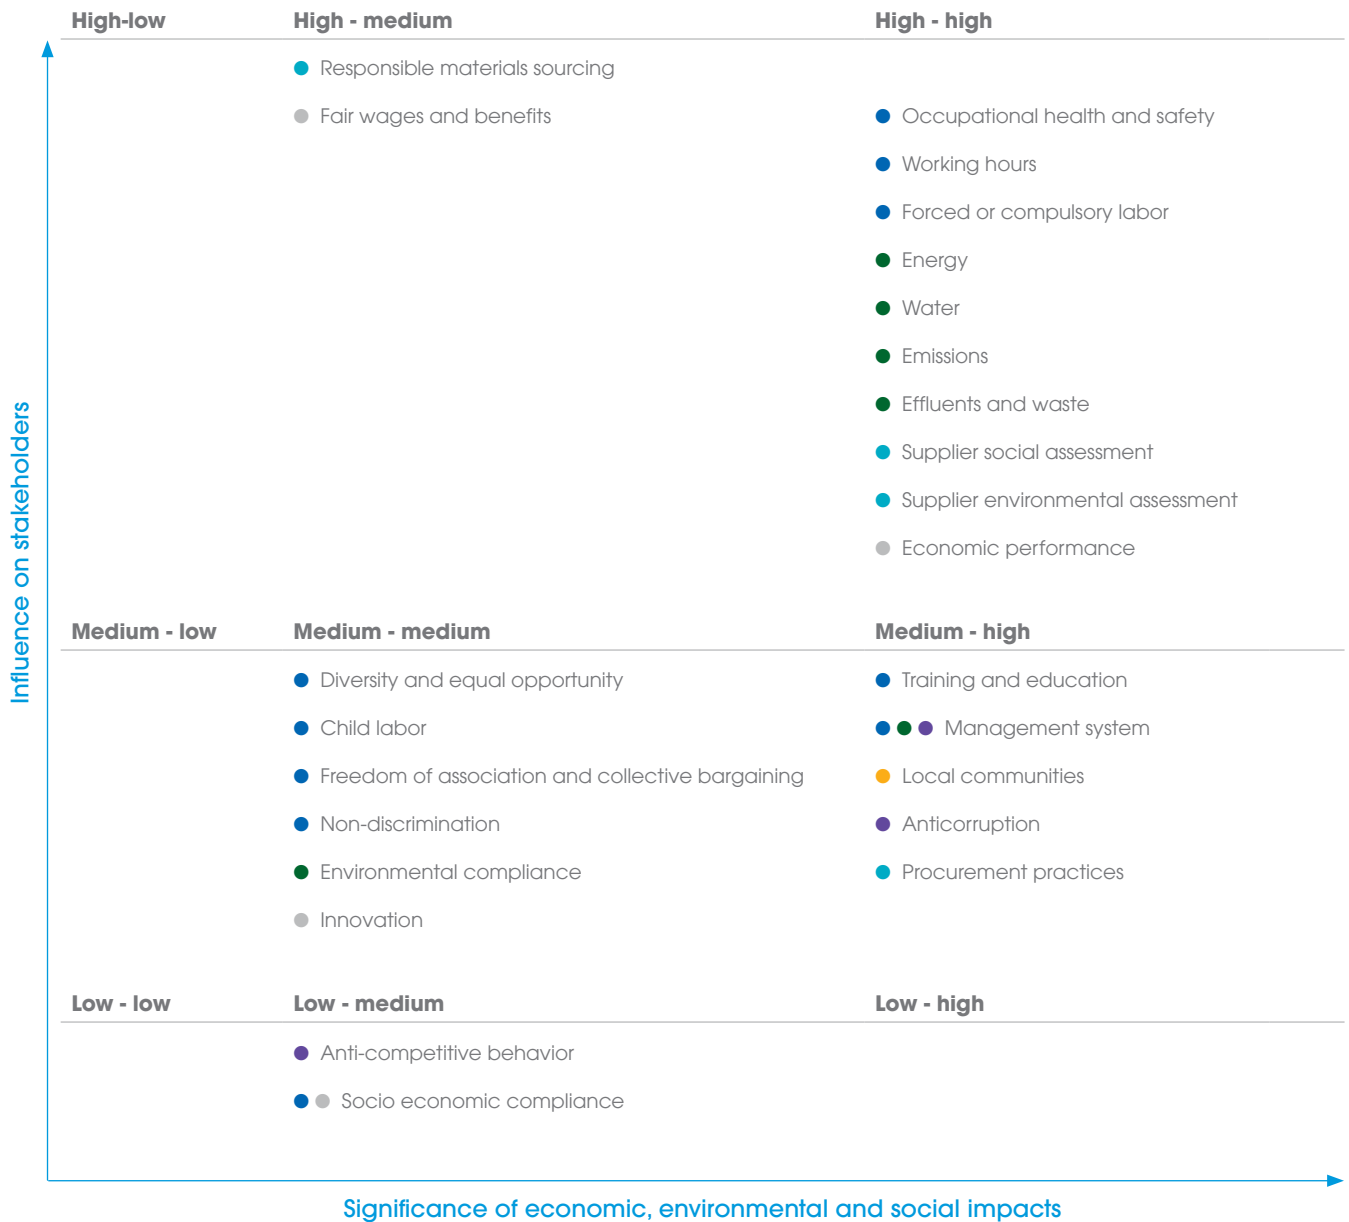 High-low
High - medium
High - high
Responsible materials sourcing
Fair wages and benefits
Occupational health and safety
Working hours
Forced or compulsory labor
Energy
Water
Emissions
Effluents and waste
Supplier social assessment
Supplier environmental assessment
Economic performance
Influence on stakeholders
Medium - low
Medium - medium
Medium - high
Diversity and equal opportunity
Child labor
Freedom of association and collective bargaining
Non-discrimination
Environmental compliance
Innovation
Training and education
Management system
Local communities
Anticorruption
Procurement practices
Low - low
Low - medium
Low - high
Anti-competitive behavior
Socio economic compliance
Significance of economic, environmental and social impacts